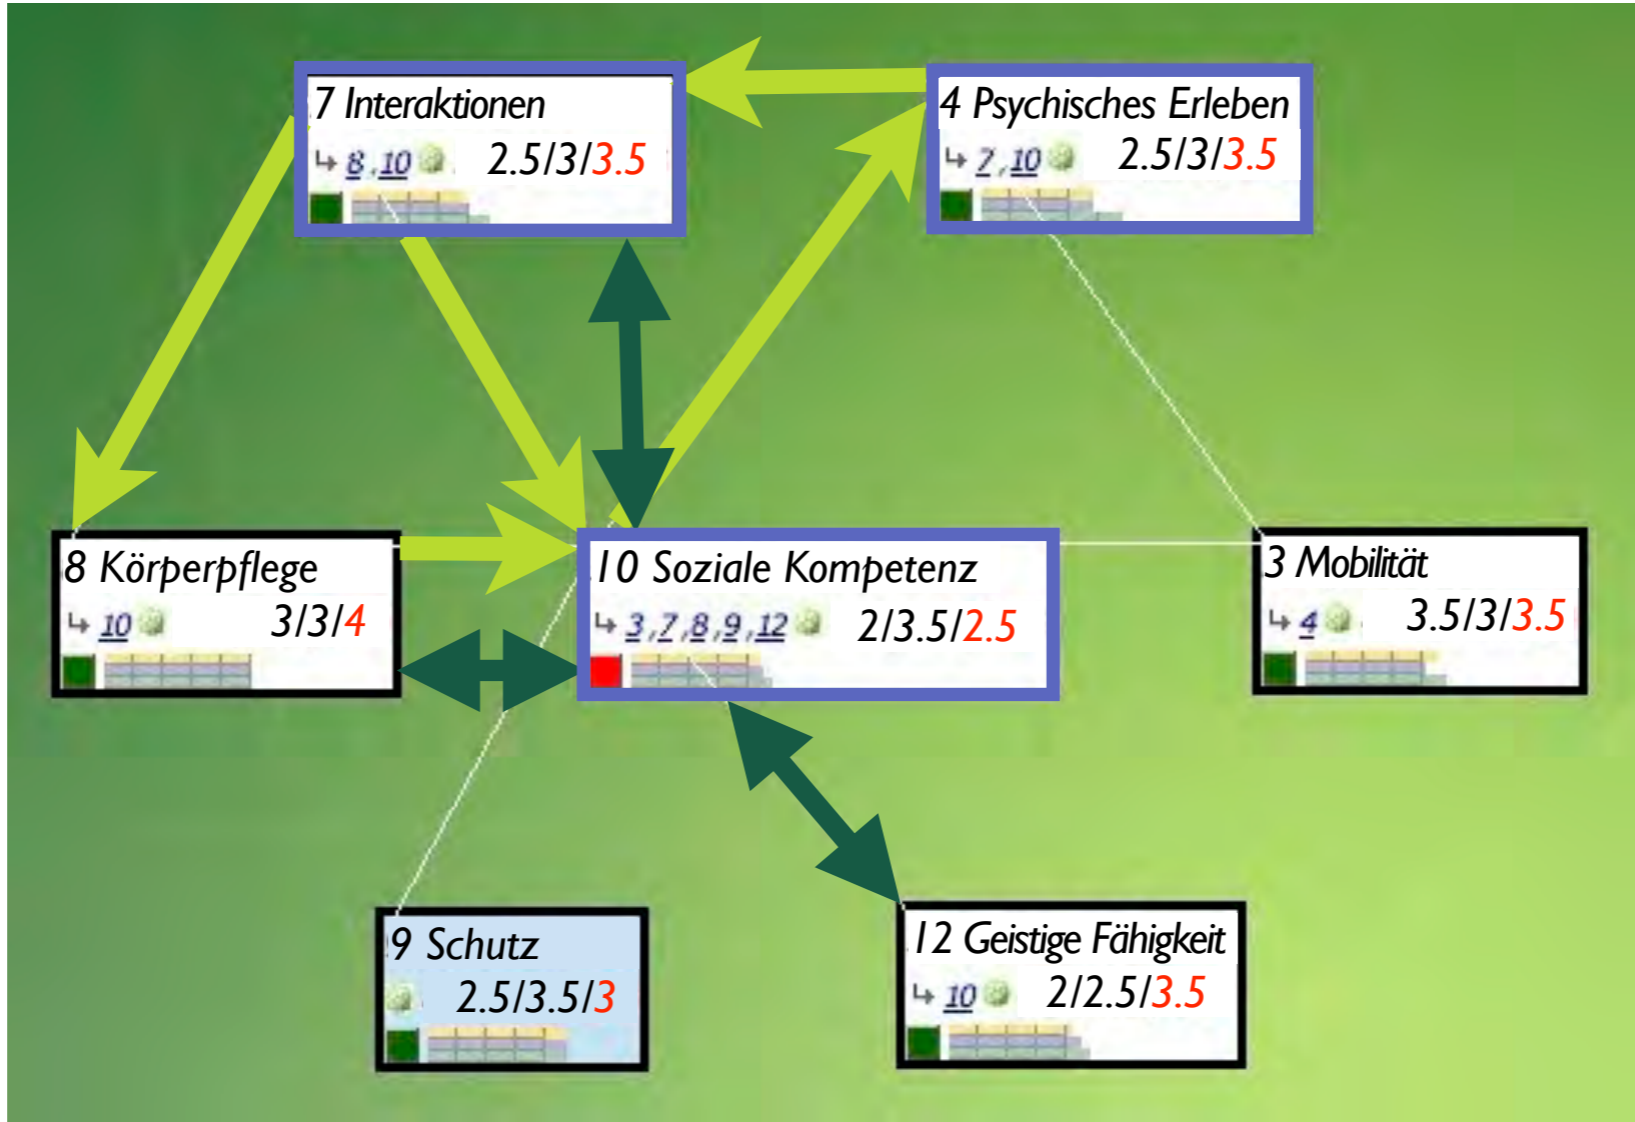 7 Interaktionen
↳ 8 ,10 2.5/3/3.5
4 Psychisches Erleben
↳ 7 ,10 2.5/3/3.5
8 Körperpflege
↳ 10 3/3/4
10 Soziale Kompetenz
↳ 3 ,7 ,8 ,9 ,12 2/3.5/2.5
3 Mobilität
↳ 4 3.5/3/3.5
9 Schutz
2.5/3.5/3
12 Geistige Fähigkeit
↳ 10 2/2.5/3.5